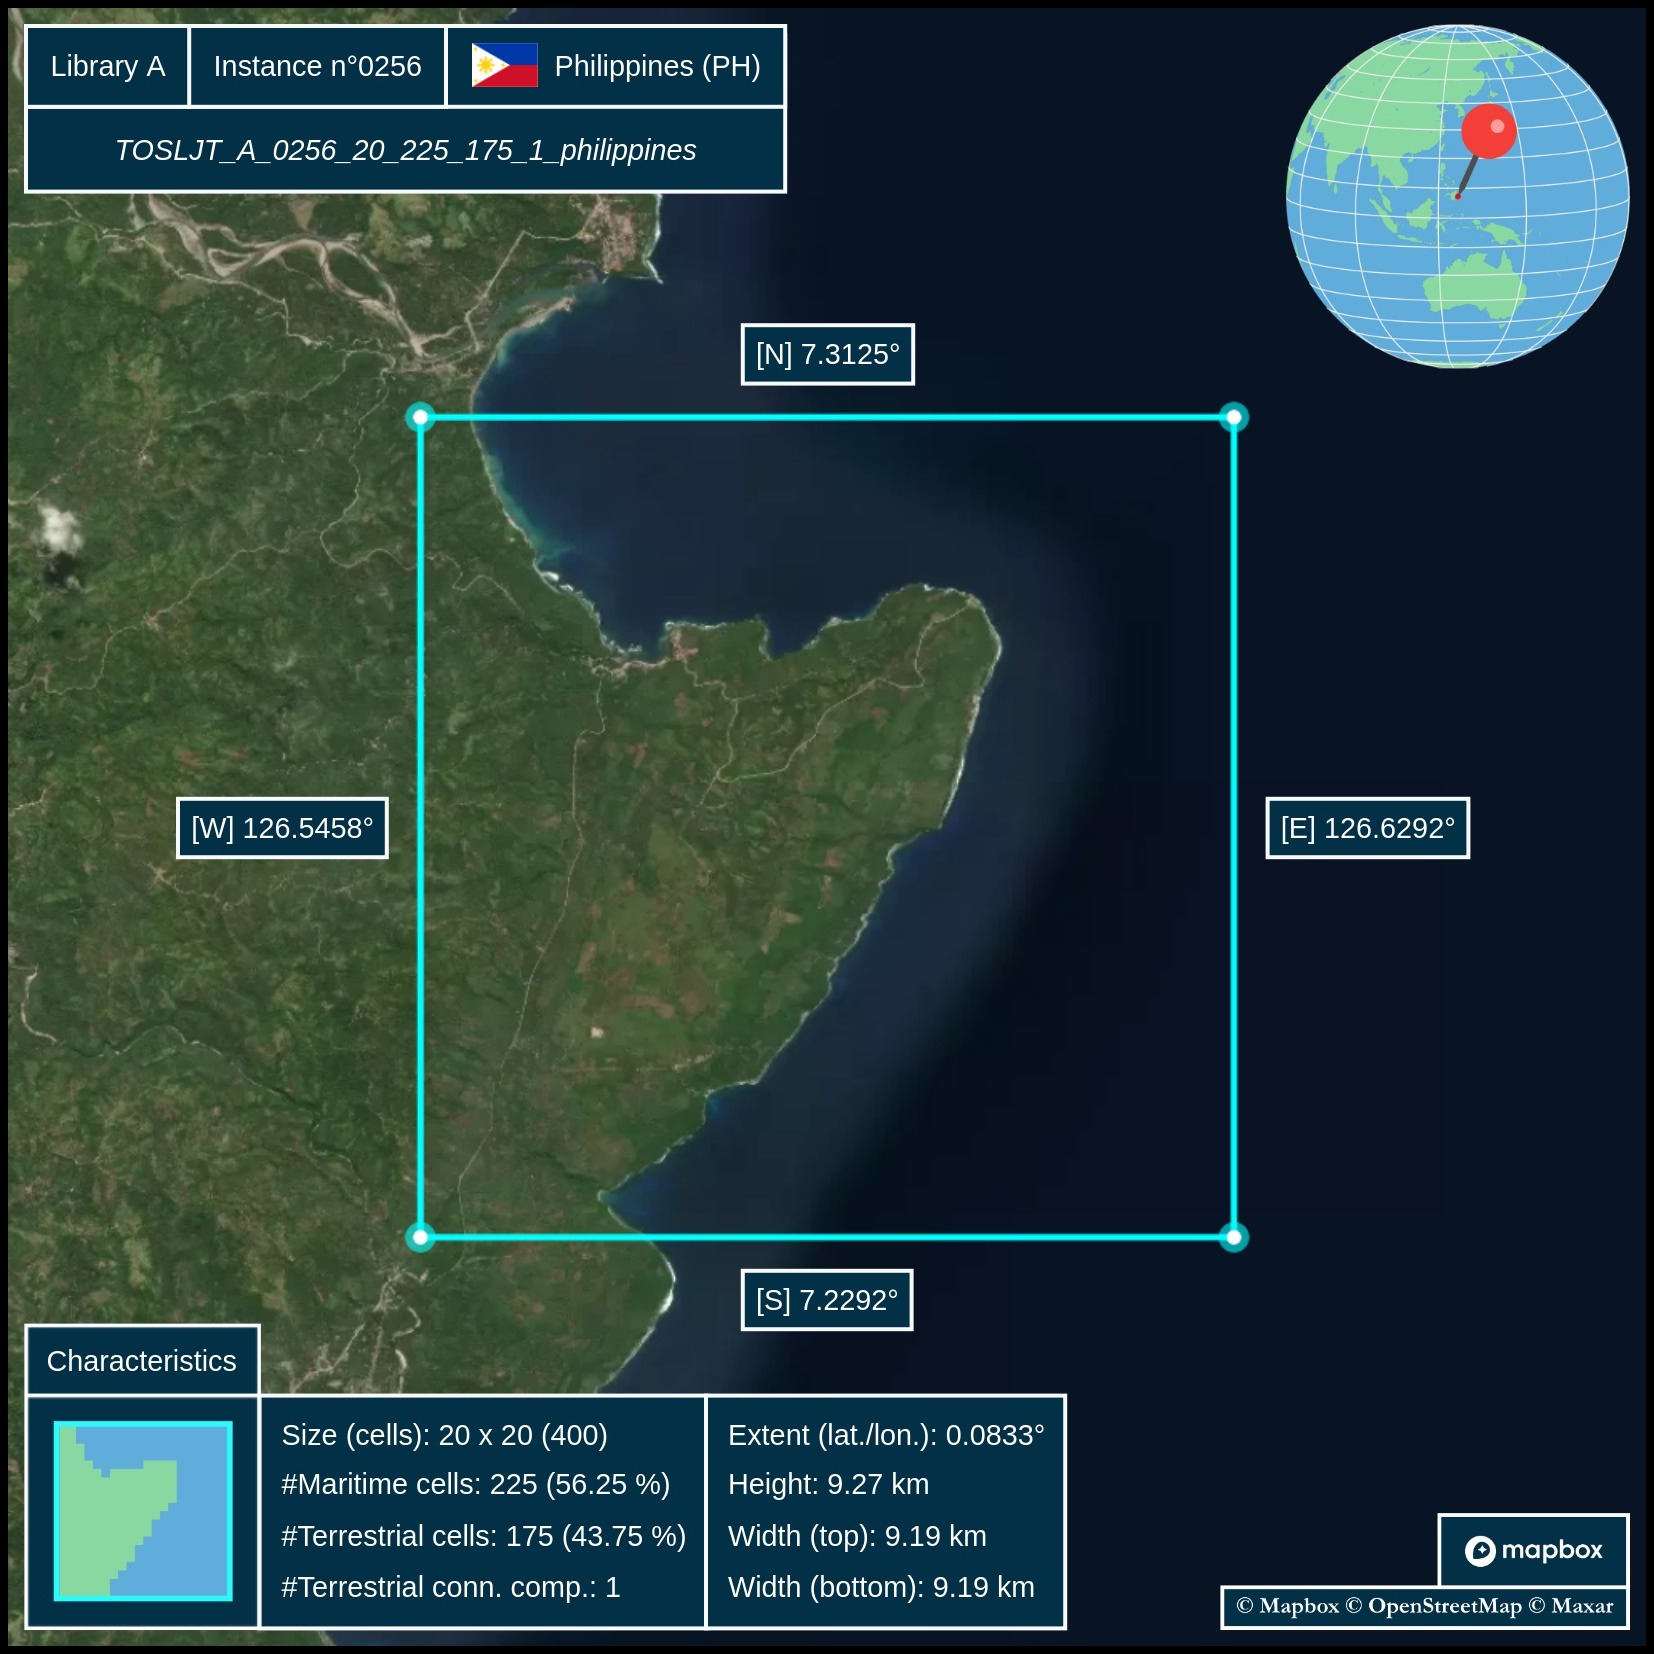 Library A
Instance n°0256
Philippines (PH)
TOSLJT_A_0256_20_225_175_1_philippines
[N] 7.3125°
[W] 126.5458°
[E] 126.6292°
[S] 7.2292°
Characteristics
Size (cells): 20 x 20 (400)
#Maritime cells: 225 (56.25 %)
#Terrestrial cells: 175 (43.75 %)
#Terrestrial conn. comp.: 1
Extent (lat./lon.): 0.0833°
Height: 9.27 km
Width (top): 9.19 km
Width (bottom): 9.19 km
mapbox
© Mapbox © OpenStreetMap © Maxar